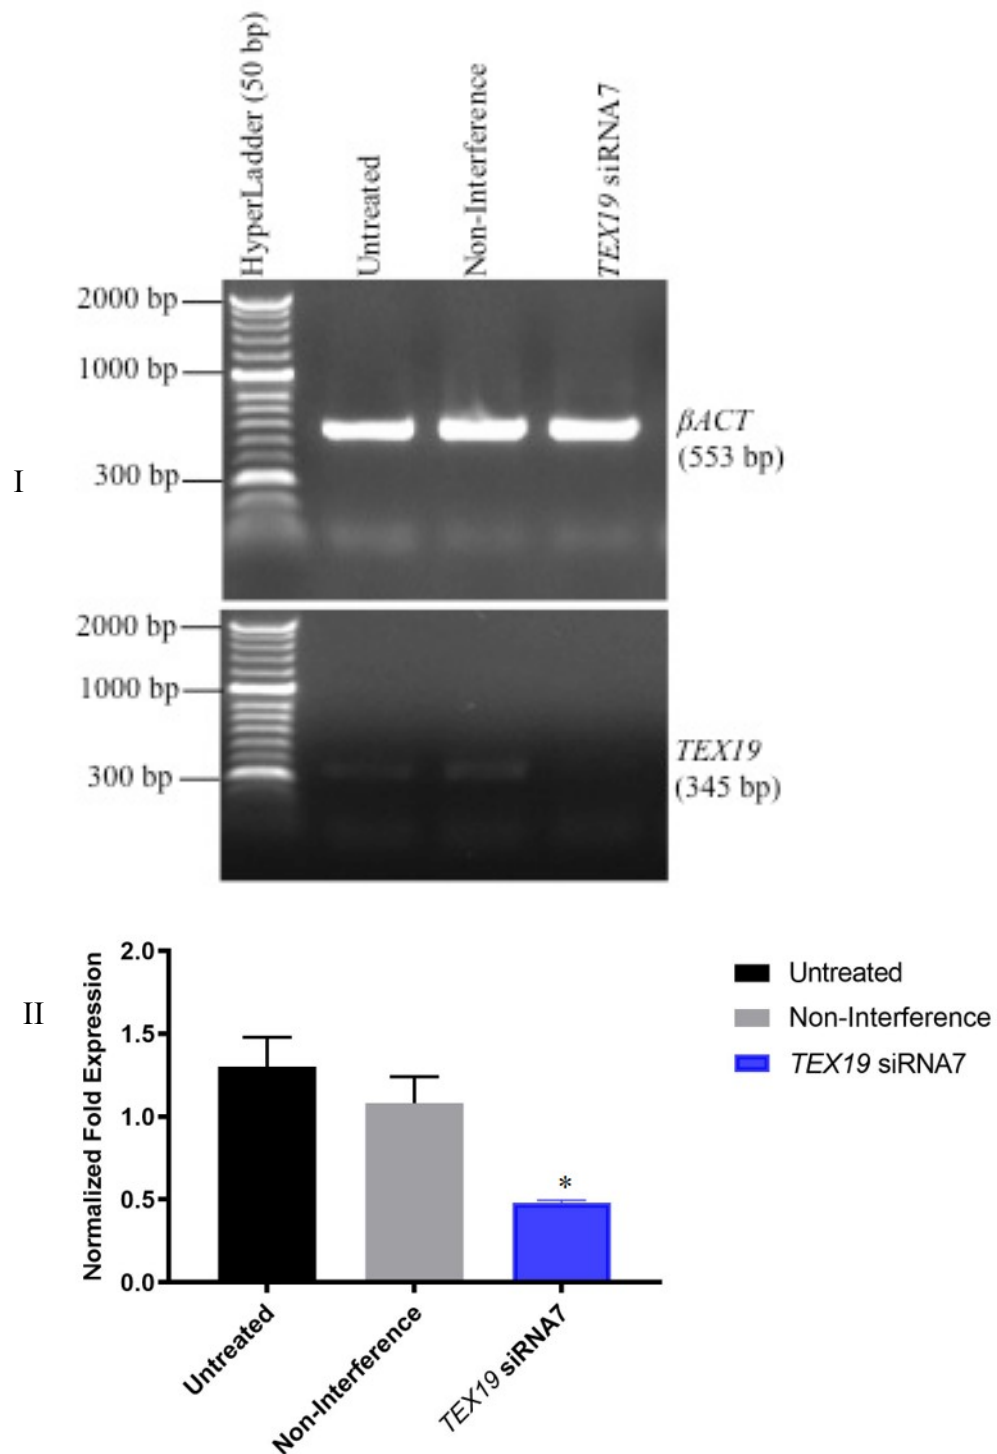 HyperLadder (50 bp)
Untreated
Non-Interference
TEX19 siRNA7
I
2000 bp
1000 bp
300 bp
βACT
(553 bp)
2000 bp
1000 bp
300 bp
TEX19
(345 bp)
II
Normalized Fold Expression
2.0
1.5
1.0
0.5
0.0
*
Untreated
Non-Interference
TEX19 siRNA7
Untreated
Non-Interference
TEX19 siRNA7